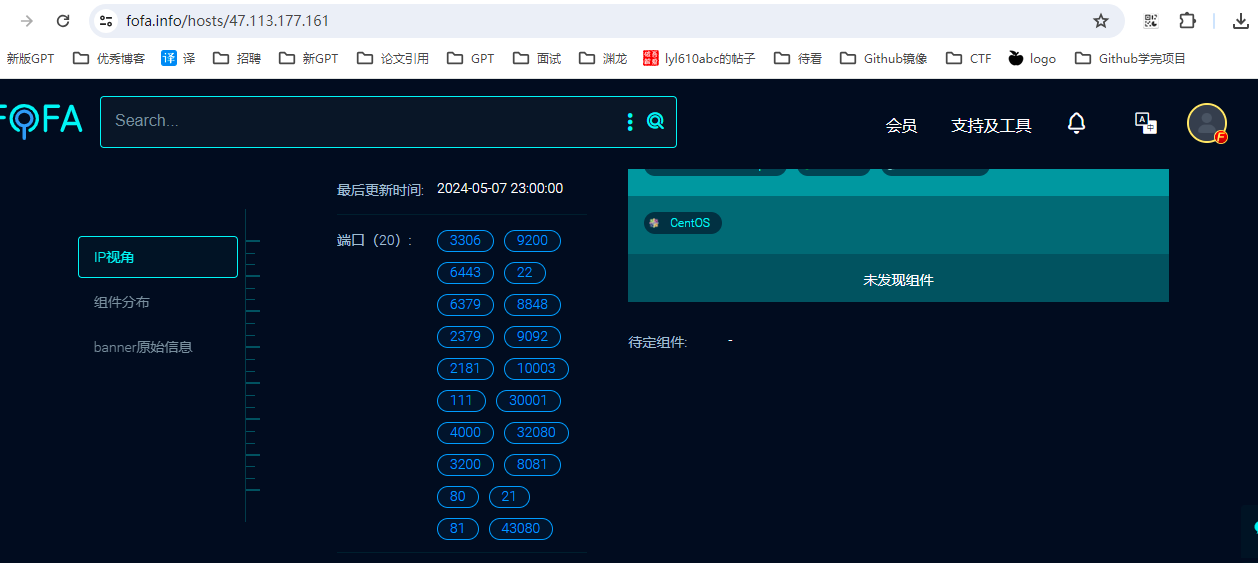 fofa.info/hosts/47.113.177.161
新版GPT 优秀博客 译 译 招聘 新GPT 论文引用 GPT 面试 渊龙 lyl610abc的帖子 待看 Github镜像 CTF logo Github学完项目
FOFA Search... 会员 支持及工具 A 中 F
最后更新时间: 2024-05-07 23:00:00
CentOS
端口（20）: 3306 9200
IP视角
6443 22
未发现组件
组件分布
6379 8848
2379 9092
待定组件: -
banner原始信息
2181 10003
111 30001
4000 32080
3200 8081
80 21
81 43080